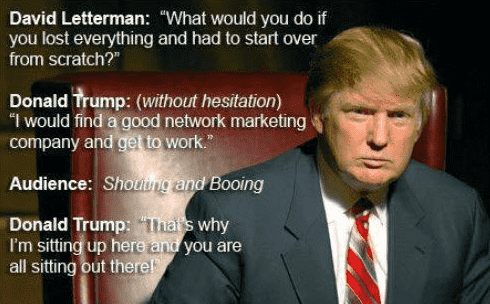 David Letterman:  "What would you do if
you lost everything and had to start over
from scratch?"
Donald Trump: (without hesitation)
"I would find a good network marketing
company and get to work."
Audience:  Shouting and Booing
Donald Trump:  "That's why
I'm sitting up here and you are
all sitting out there!"